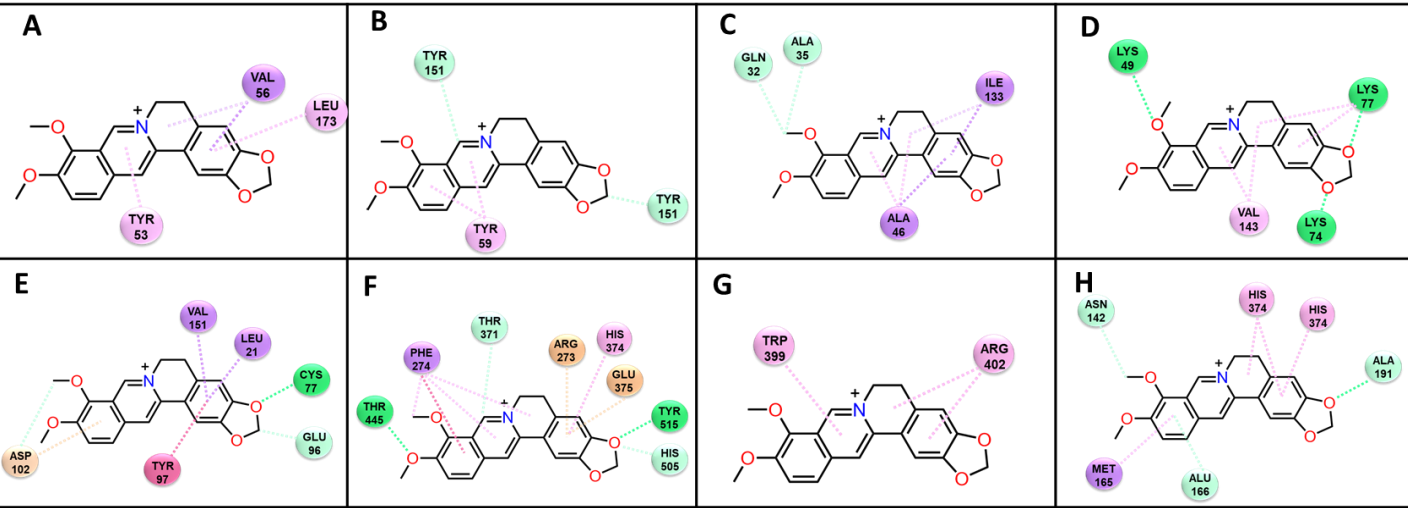 A
VAL
56
LEU
173
+
N
O
O
O
O
TYR
53
B
TYR
151
+
N
O
O
O
O
TYR
151
TYR
59
C
GLN
32
ALA
35
ILE
133
+
N
O
O
O
O
ALA
46
D
LYS
49
LYS
77
+
N
O
O
O
O
VAL
143
LYS
74
E
VAL
151
LEU
21
CYS
77
+
N
O
O
O
O
GLU
96
ASP
102
TYR
97
F
THR
371
ARG
273
HIS
374
PHE
274
GLU
375
THR
445
+
N
O
O
O
O
TYR
515
HIS
505
G
TRP
399
ARG
402
+
N
O
O
O
O
H
ASN
142
HIS
374
HIS
374
ALA
191
+
N
O
O
O
O
MET
165
ALU
166